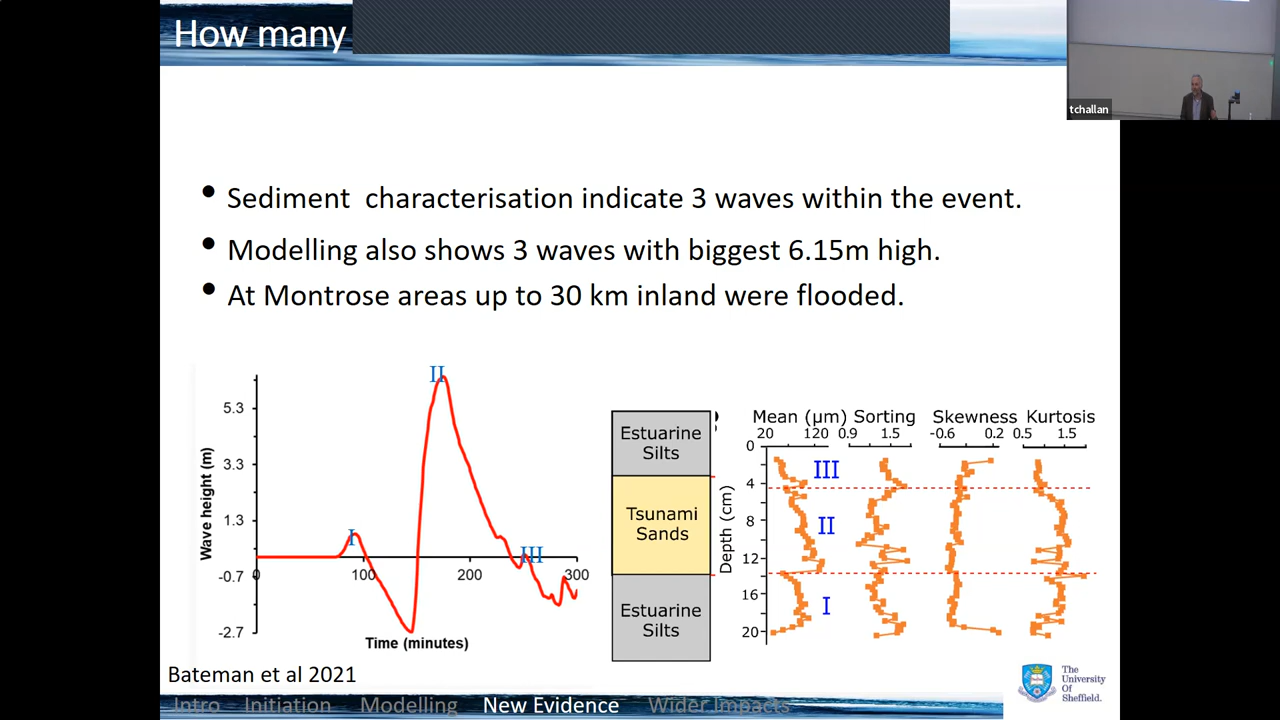 How many
tchallan
• Sediment characterisation indicate 3 waves within the event.
• Modelling also shows 3 waves with biggest 6.15m high.
• At Montrose areas up to 30 km inland were flooded.
Wave height (m)
5.3
3.3
1.3
-0.7
-2.7
0 100 200 300
Time (minutes)
I
II
III
Estuarine
Silts
Tsunami
Sands
Estuarine
Silts
Mean (µm) Sorting Skewness Kurtosis
20 120 0.9 1.5 -0.6 0.2 0.5 1.5
Depth (cm)
0
4
8
12
16
20
III
II
I
Bateman et al 2021
Intro Initiation Modelling New Evidence Wider Impacts
The
University
Of
Sheffield.